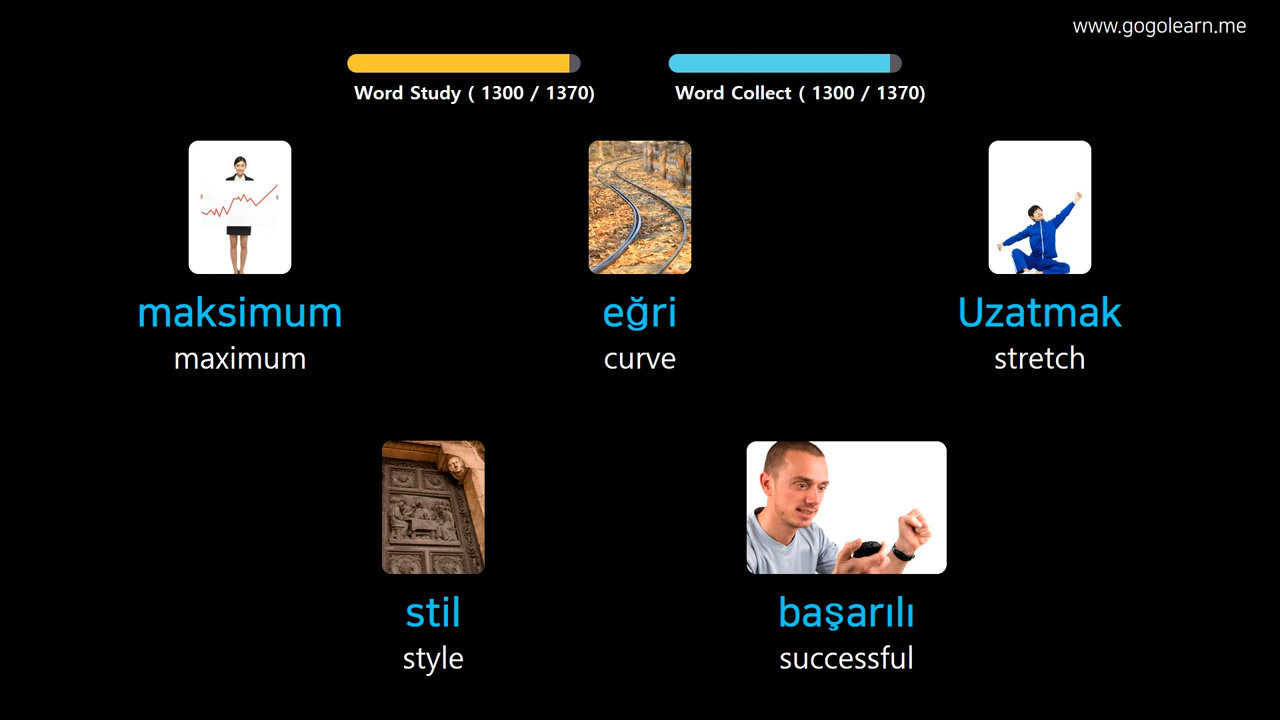 www.gogolearn.me
Word Study ( 1300 / 1370)
Word Collect ( 1300 / 1370)
maksimum
maximum
eğri
curve
Uzatmak
stretch
stil
style
başarılı
successful